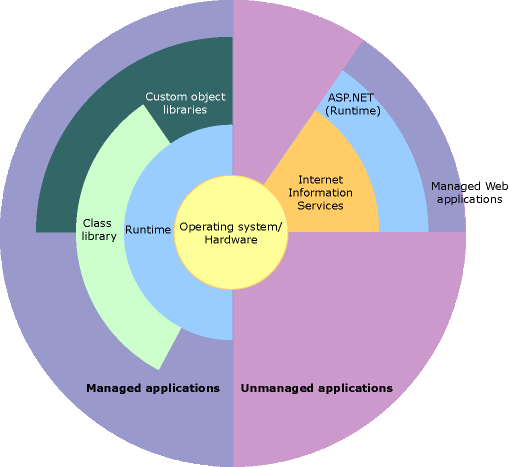 Custom object
libraries
ASP.NET
(Runtime)
Internet
Information
Services
Managed Web
applications
Class
library
Runtime
Operating system/
Hardware
Managed applications
Unmanaged applications